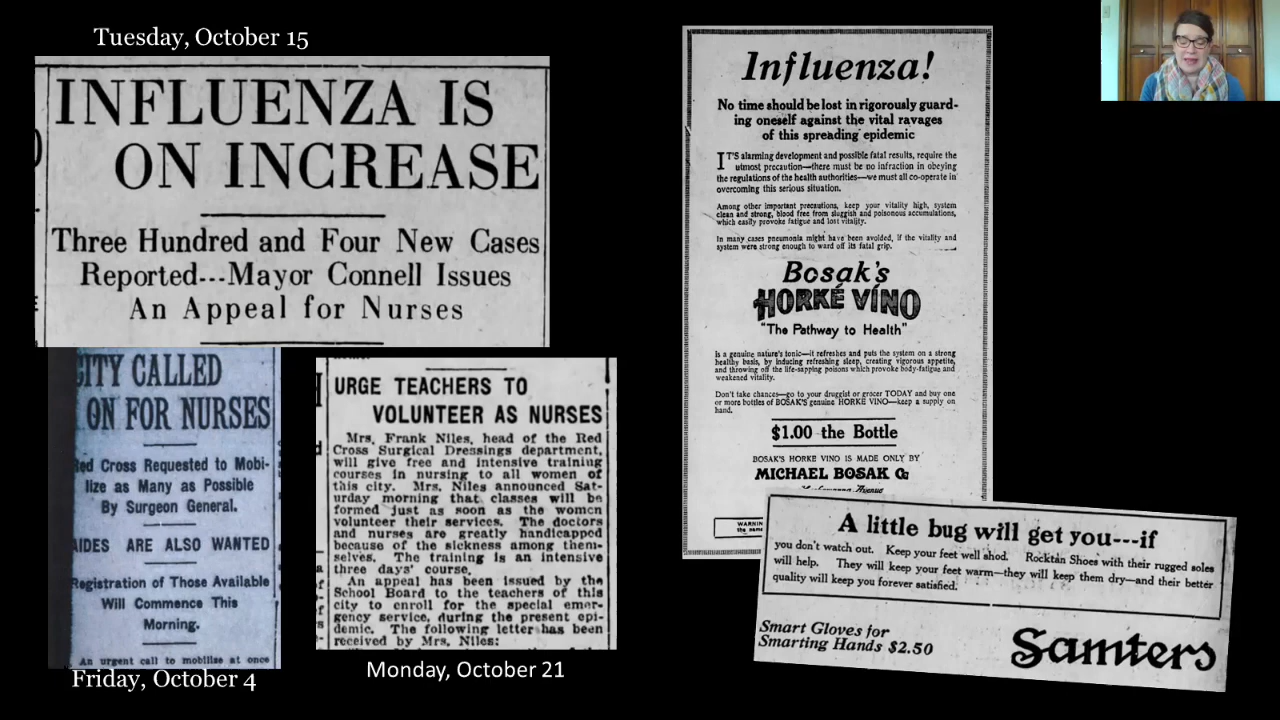 Tuesday, October 15
INFLUENZA IS
ON INCREASE
Three Hundred and Four New Cases
Reported---Mayor Connell Issues
An Appeal for Nurses
CITY CALLED
ON FOR NURSES
Red Cross Requested to Mobi-
lize as Many as Possible
By Surgeon General.
AIDES ARE ALSO WANTED
Registration of Those Available
Will Commence This
Morning.
An urgent call to mobilize at once
Friday, October 4
URGE TEACHERS TO
VOLUNTEER AS NURSES
Mrs. Frank Niles, head of the Red
Cross Surgical Dressings department,
will give free and intensive training
courses in nursing to all women of
this city. Mrs. Niles announced Sat-
urday morning that classes will be
formed just as soon as the women
volunteer their services. The doctors
and nurses are greatly handicapped
because of the sickness among them-
selves. The training is an intensive
three days' course.
An appeal has been issued by the
School Board to the teachers of this
city to enroll for the special emer-
gency service, during the present epi-
demic. The following letter has been
received by Mrs. Niles:
Monday, October 21
Influenza!
No time should be lost in rigorously guard-
ing oneself against the vital ravages
of this spreading epidemic
IT'S alarming development and possible fatal results, require the
utmost precaution—there must be no infraction in obeying
the regulations of the health authorities—we must all co-operate in
overcoming this serious situation.
Among other important precautions, keep your vitality high, system
clean and strong, blood free from sluggish and poisonous accumulations,
which easily provoke fatigue and lost vitality.
In many cases pneumonia might have been avoided, if the vitality and
system were strong enough to ward off its fatal grip.
Bosak's
HORKÉ VÍNO
"The Pathway to Health"
is a genuine nature's tonic—it refreshes and puts the system on a strong
healthy basis, by inducing refreshing sleep, creating vigorous appetite,
and throwing off the life-sapping poisons which provoke body-fatigue and
weakened vitality.
Don't take chances—go to your druggist or grocer TODAY and buy one
or more bottles of BOSAK'S genuine HORKE VINO—keep a supply on
hand.
$1.00 the Bottle
BOSAK'S HORKE VINO IS MADE ONLY BY
MICHAEL BOSAK Co
Avenue
A little bug will get you---if
you don't watch out. Keep your feet well shod. Rocktan Shoes with their rugged soles
will help. They will keep your feet warm—they will keep them dry—and their better
quality will keep you forever satisfied.
Smart Gloves for
Smarting Hands $2.50
Samters